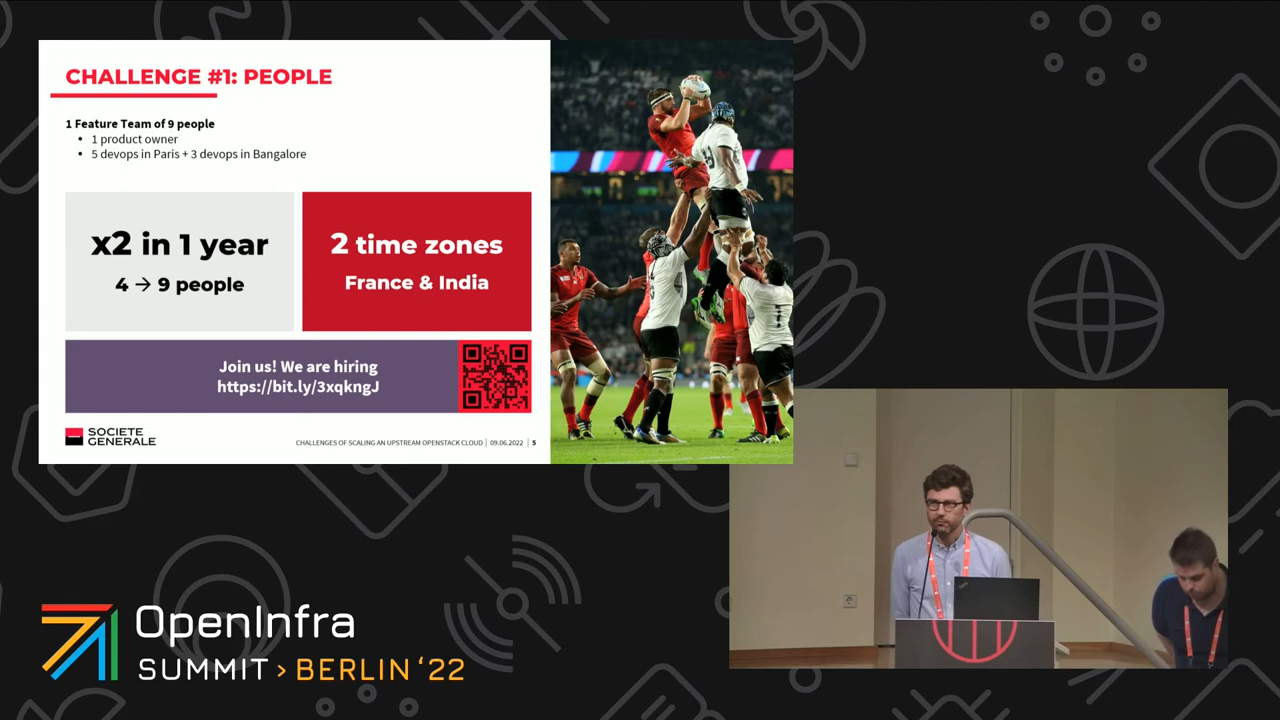 CHALLENGE #1: PEOPLE
1 Feature Team of 9 people
• 1 product owner
• 5 devops in Paris + 3 devops in Bangalore
x2 in 1 year
4 → 9 people
2 time zones
France & India
Join us! We are hiring
https://bit.ly/3xqkngJ
SOCIETE
GENERALE
CHALLENGES OF SCALING AN UPSTREAM OPENSTACK CLOUD | 09.06.2022 | 5
OpenInfra
SUMMIT > BERLIN ‘22